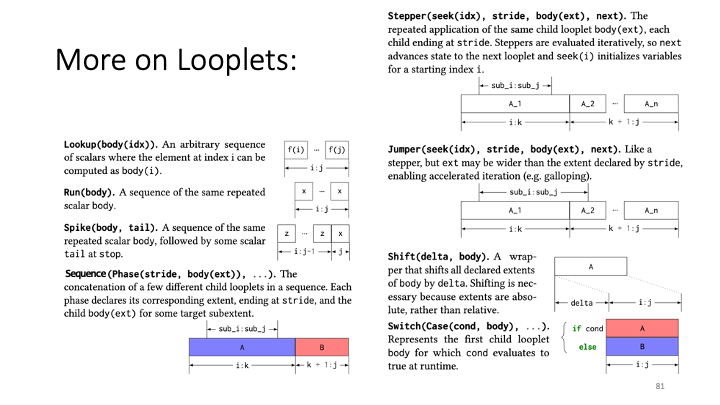 More on Looplets:
Lookup(body(idx)). An arbitrary sequence
of scalars where the element at index i can be
computed as body(i).
f(i) ... f(j)
i:j
Run(body). A sequence of the same repeated
scalar body.
x ... x
i:j
Spike(body, tail). A sequence of the same
repeated scalar body, followed by some scalar
tail at stop.
z ... z x
i:j-1 j
Sequence(Phase(stride, body(ext)), ...). The
concatenation of a few different child looplets in a sequence. Each
phase declares its corresponding extent, ending at stride, and the
child body(ext) for some target subextent.
sub_i:sub_j
A B
i:k k + 1:j
Stepper(seek(idx), stride, body(ext), next). The
repeated application of the same child looplet body(ext), each
child ending at stride. Steppers are evaluated iteratively, so next
advances state to the next looplet and seek(i) initializes variables
for a starting index i.
sub_i:sub_j
A_1 A_2 ... A_n
i:k k + 1:j
Jumper(seek(idx), stride, body(ext), next). Like a
stepper, but ext may be wider than the extent declared by stride,
enabling accelerated iteration (e.g. galloping).
sub_i:sub_j
A_1 A_2 ... A_n
i:k k + 1:j
Shift(delta, body). A wrap-
per that shifts all declared extents
of body by delta. Shifting is nec-
essary because extents are abso-
lute, rather than relative.
A
delta i:j
Switch(Case(cond, body), ...).
Represents the first child looplet
body for which cond evaluates to
true at runtime.
if cond A
else B
i:j
81